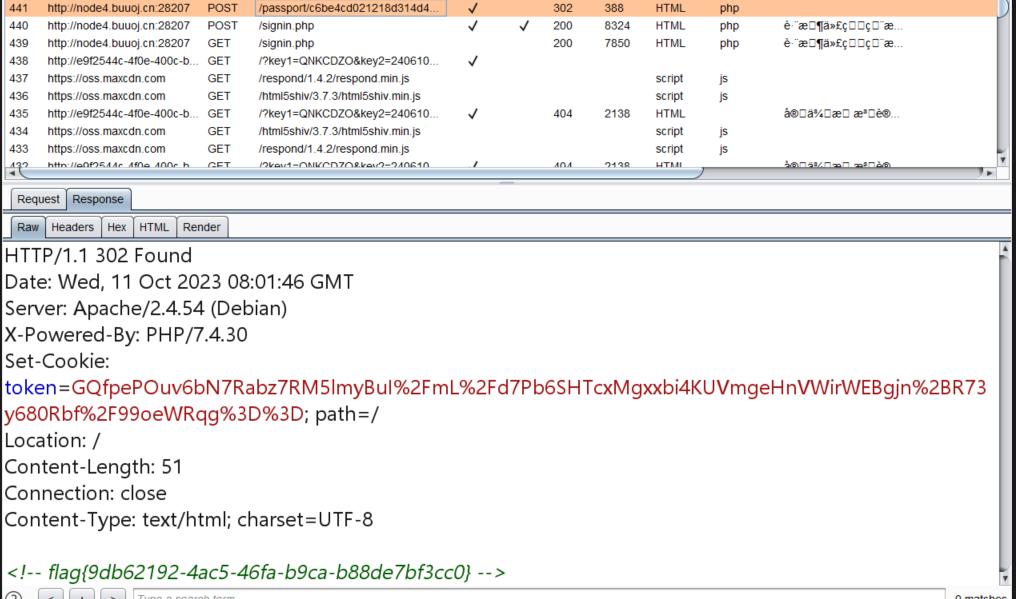 441 http://node4.buuoj.cn:28207 POST /passport/c6be4cd021218d314d4... ✓ 302 388 HTML php
440 http://node4.buuoj.cn:28207 POST /signin.php ✓ ✓ 200 8324 HTML php
439 http://node4.buuoj.cn:28207 GET /signin.php 200 7850 HTML php
438 http://e9f2544c-4f0e-400c-b... GET /?key1=QNKCDZO&key2=240610... ✓
437 https://oss.maxcdn.com GET /respond/1.4.2/respond.min.js script js
436 https://oss.maxcdn.com GET /html5shiv/3.7.3/html5shiv.min.js script js
435 http://e9f2544c-4f0e-400c-b... GET /?key1=QNKCDZO&key2=240610... ✓ 404 2138 HTML
434 https://oss.maxcdn.com GET /html5shiv/3.7.3/html5shiv.min.js script js
433 https://oss.maxcdn.com GET /respond/1.4.2/respond.min.js script js
432 http://e9f2544c-4f0e-400c-b... GET /?key1=QNKCDZO&key2=240610... ✓ 404 2138 HTML
Request Response
Raw Headers Hex HTML Render
HTTP/1.1 302 Found
Date: Wed, 11 Oct 2023 08:01:46 GMT
Server: Apache/2.4.54 (Debian)
X-Powered-By: PHP/7.4.30
Set-Cookie:
token=GQfpePOuv6bN7Rabz7RM5lmyBuI%2FmL%2Fd7Pb6SHTcxMgxxbi4KUVmgeHnVWirWEBgjn%2BR73
y680Rbf%2F99oeWRqg%3D%3D; path=/
Location: /
Content-Length: 51
Connection: close
Content-Type: text/html; charset=UTF-8
<!-- flag{9db62192-4ac5-46fa-b9ca-b88de7bf3cc0} -->
? < + > Type a search term 0 matches